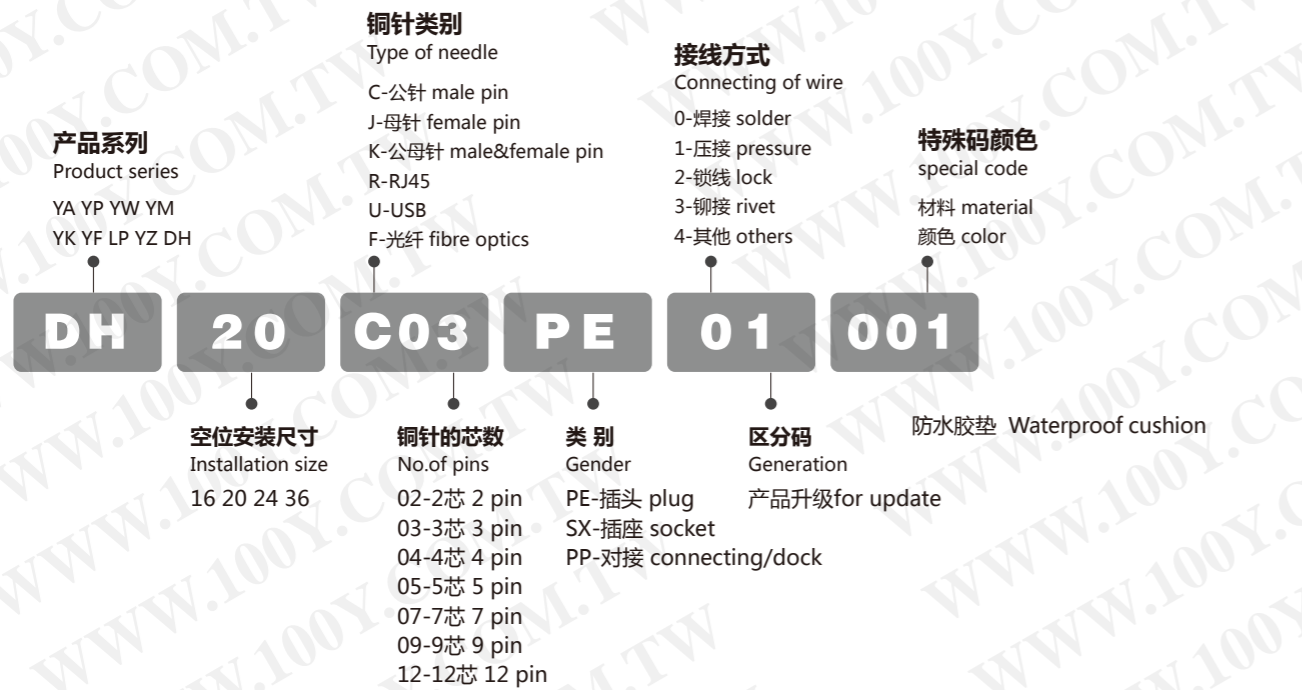 铜针类别
Type of needle
C-公针 male pin
J-母针 female pin
K-公母针 male&female pin
R-RJ45
U-USB
F-光纤 fibre optics
接线方式
Connecting of wire
0-焊接 solder
1-压接 pressure
2-锁线 lock
3-铆接 rivet
4-其他 others
产品系列
Product series
YA YP YW YM
YK YF LP YZ DH
特殊码颜色
special code
材料 material
颜色 color
DH 20 C03 PE 01 001
空位安装尺寸
Installation size
16 20 24 36
铜针的芯数
No.of pins
02-2芯 2 pin
03-3芯 3 pin
04-4芯 4 pin
05-5芯 5 pin
07-7芯 7 pin
09-9芯 9 pin
12-12芯 12 pin
类 别
Gender
PE-插头 plug
SX-插座 socket
PP-对接 connecting/dock
区分码
Generation
产品升级for update
防水胶垫 Waterproof cushion
WWW.100Y.COM.TW